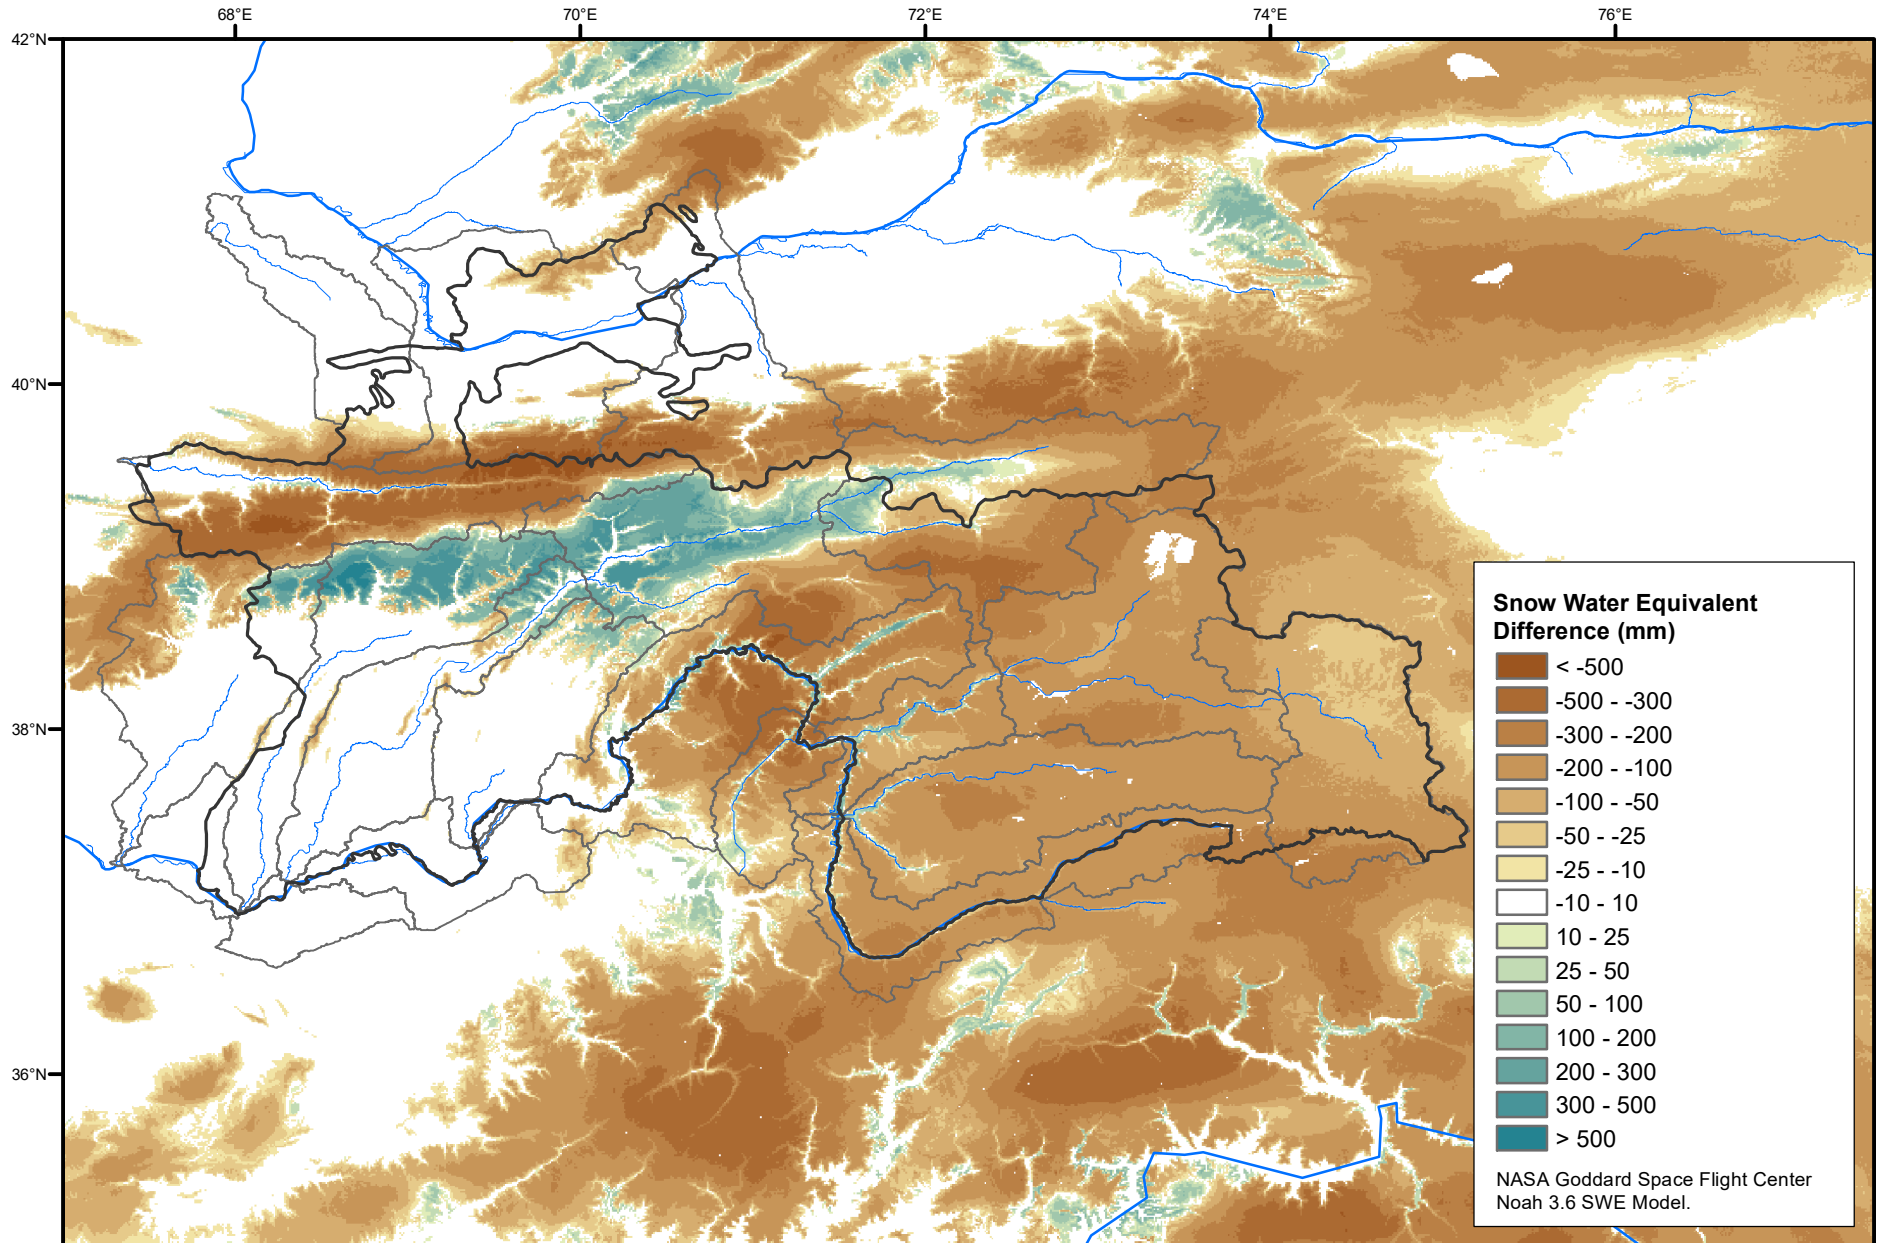 68°E
70°E
72°E
74°E
76°E
42°N
40°N
38°N
36°N
Snow Water Equivalent
Difference (mm)
< -500
-500 - -300
-300 - -200
-200 - -100
-100 - -50
-50 - -25
-25 - -10
-10 - 10
10 - 25
25 - 50
50 - 100
100 - 200
200 - 300
300 - 500
> 500
NASA Goddard Space Flight Center
Noah 3.6 SWE Model.